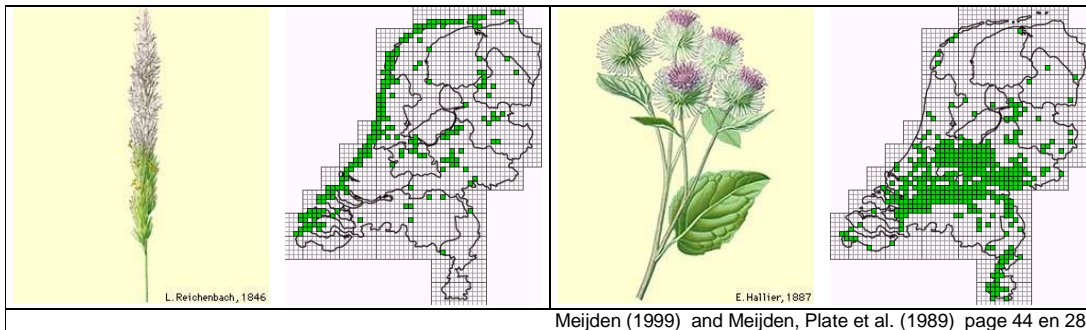 L. Reichenbach, 1846
E. Hallier, 1887
Meijden (1999) and Meijden, Plate et al. (1989) page 44 en 28